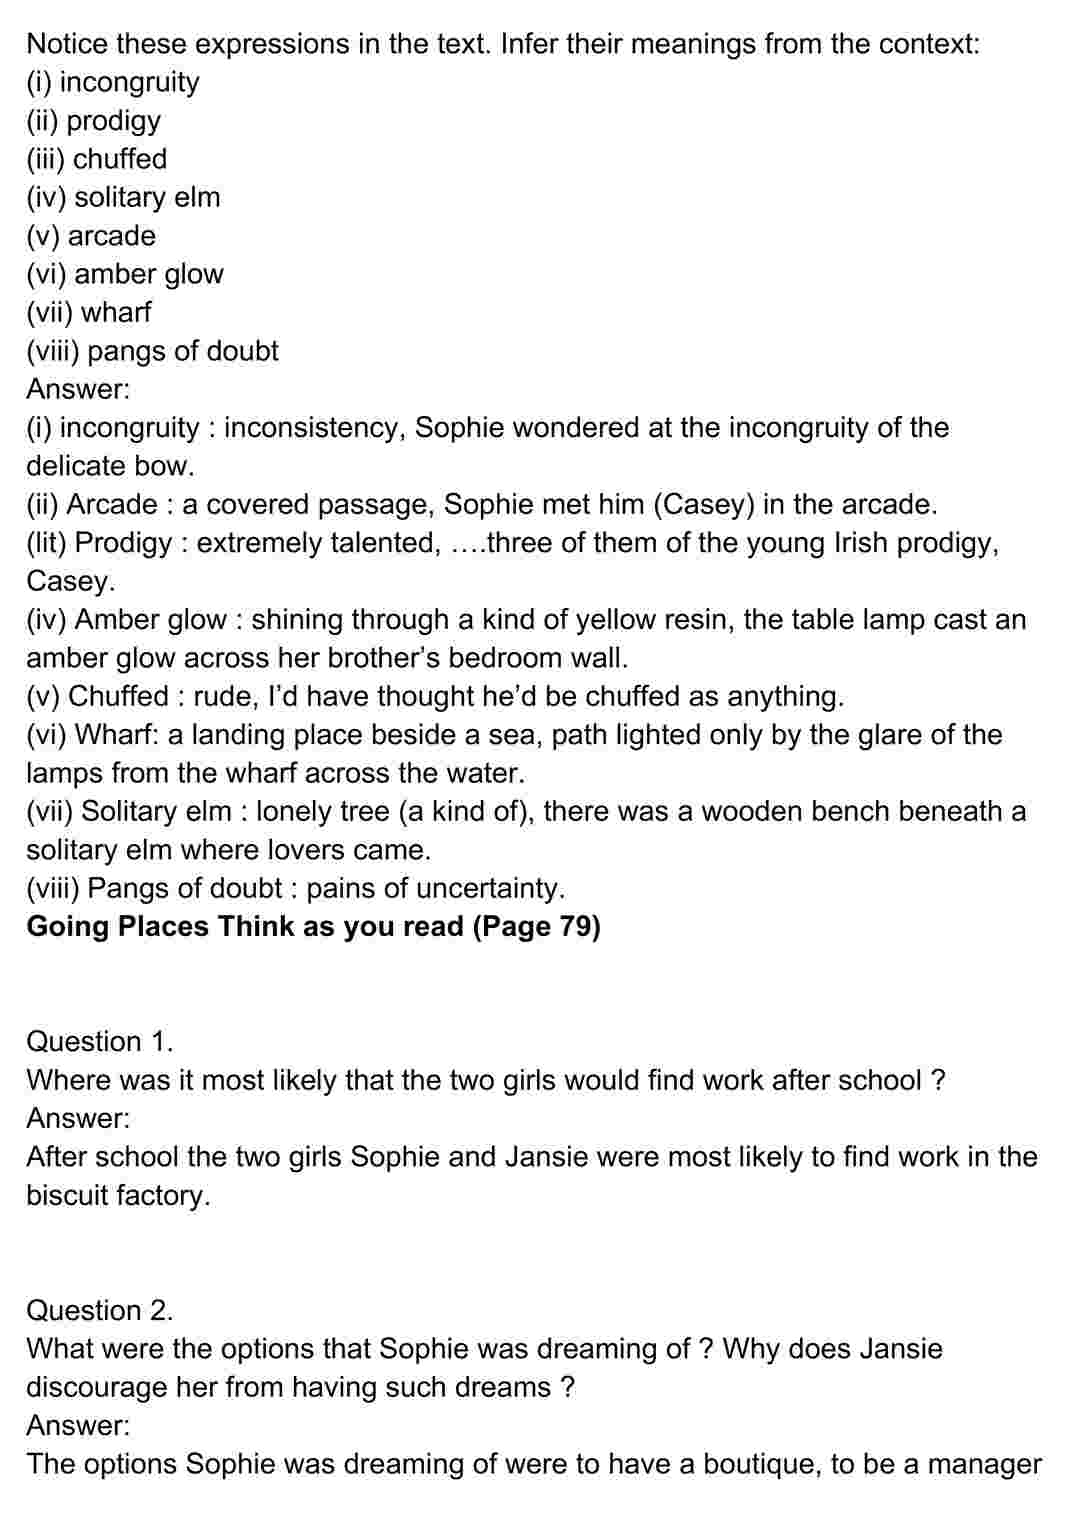 Notice these expressions in the text. Infer their meanings from the context:
(i) incongruity
(ii) prodigy
(iii) chuffed
(iv) solitary elm
(v) arcade
(vi) amber glow
(vii) wharf
(viii) pangs of doubt
Answer:
(i) incongruity : inconsistency, Sophie wondered at the incongruity of the
delicate bow.
(ii) Arcade : a covered passage, Sophie met him (Casey) in the arcade.
(lit) Prodigy : extremely talented, ….three of them of the young Irish prodigy,
Casey.
(iv) Amber glow : shining through a kind of yellow resin, the table lamp cast an
amber glow across her brother’s bedroom wall.
(v) Chuffed : rude, I’d have thought he’d be chuffed as anything.
(vi) Wharf: a landing place beside a sea, path lighted only by the glare of the
lamps from the wharf across the water.
(vii) Solitary elm : lonely tree (a kind of), there was a wooden bench beneath a
solitary elm where lovers came.
(viii) Pangs of doubt : pains of uncertainty.
Going Places Think as you read (Page 79)
Question 1.
Where was it most likely that the two girls would find work after school ?
Answer:
After school the two girls Sophie and Jansie were most likely to find work in the
biscuit factory.
Question 2.
What were the options that Sophie was dreaming of ? Why does Jansie
discourage her from having such dreams ?
Answer:
The options Sophie was dreaming of were to have a boutique, to be a manager